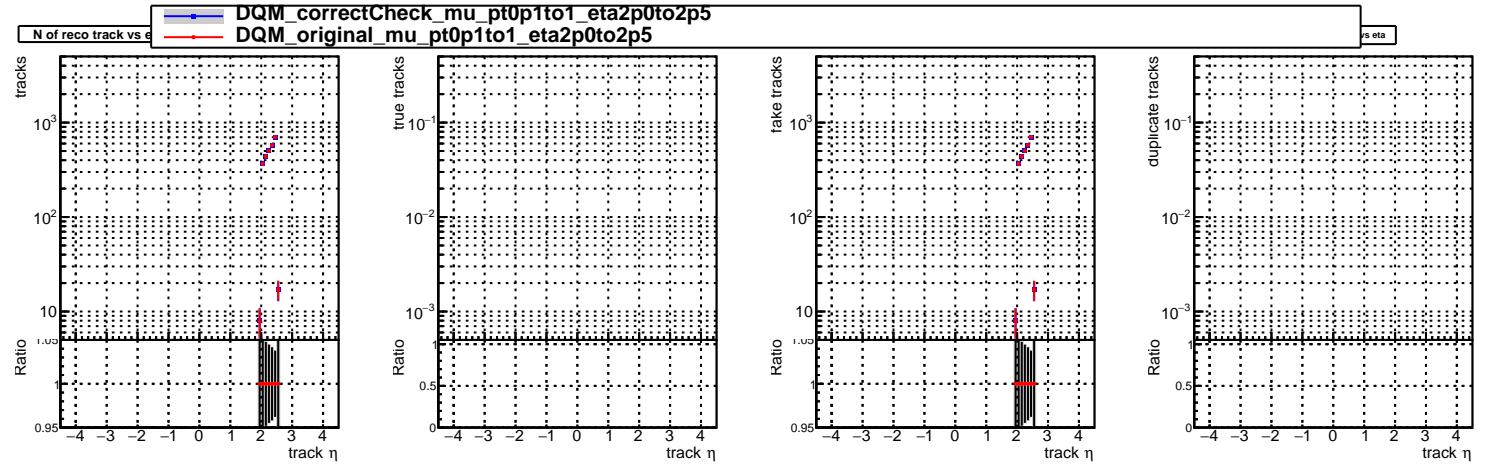 DQM_correctCheck_mu_pt0p1to1_eta2p0to2p5
DQM_original_mu_pt0p1to1_eta2p0to2p5
N of reco track vs e
vs eta
tracks
10³
10²
10
Ratio
1.05
1
0.95
−4 −3 −2 −1 0 1 2 3 4
track η
true tracks
10⁻¹
10⁻²
10⁻³
Ratio
1
0.5
0
−4 −3 −2 −1 0 1 2 3 4
track η
fake tracks
10³
10²
10
Ratio
1.05
1
0.95
−4 −3 −2 −1 0 1 2 3 4
track η
duplicate tracks
10⁻¹
10⁻²
10⁻³
Ratio
1
0.5
0
−4 −3 −2 −1 0 1 2 3 4
track η